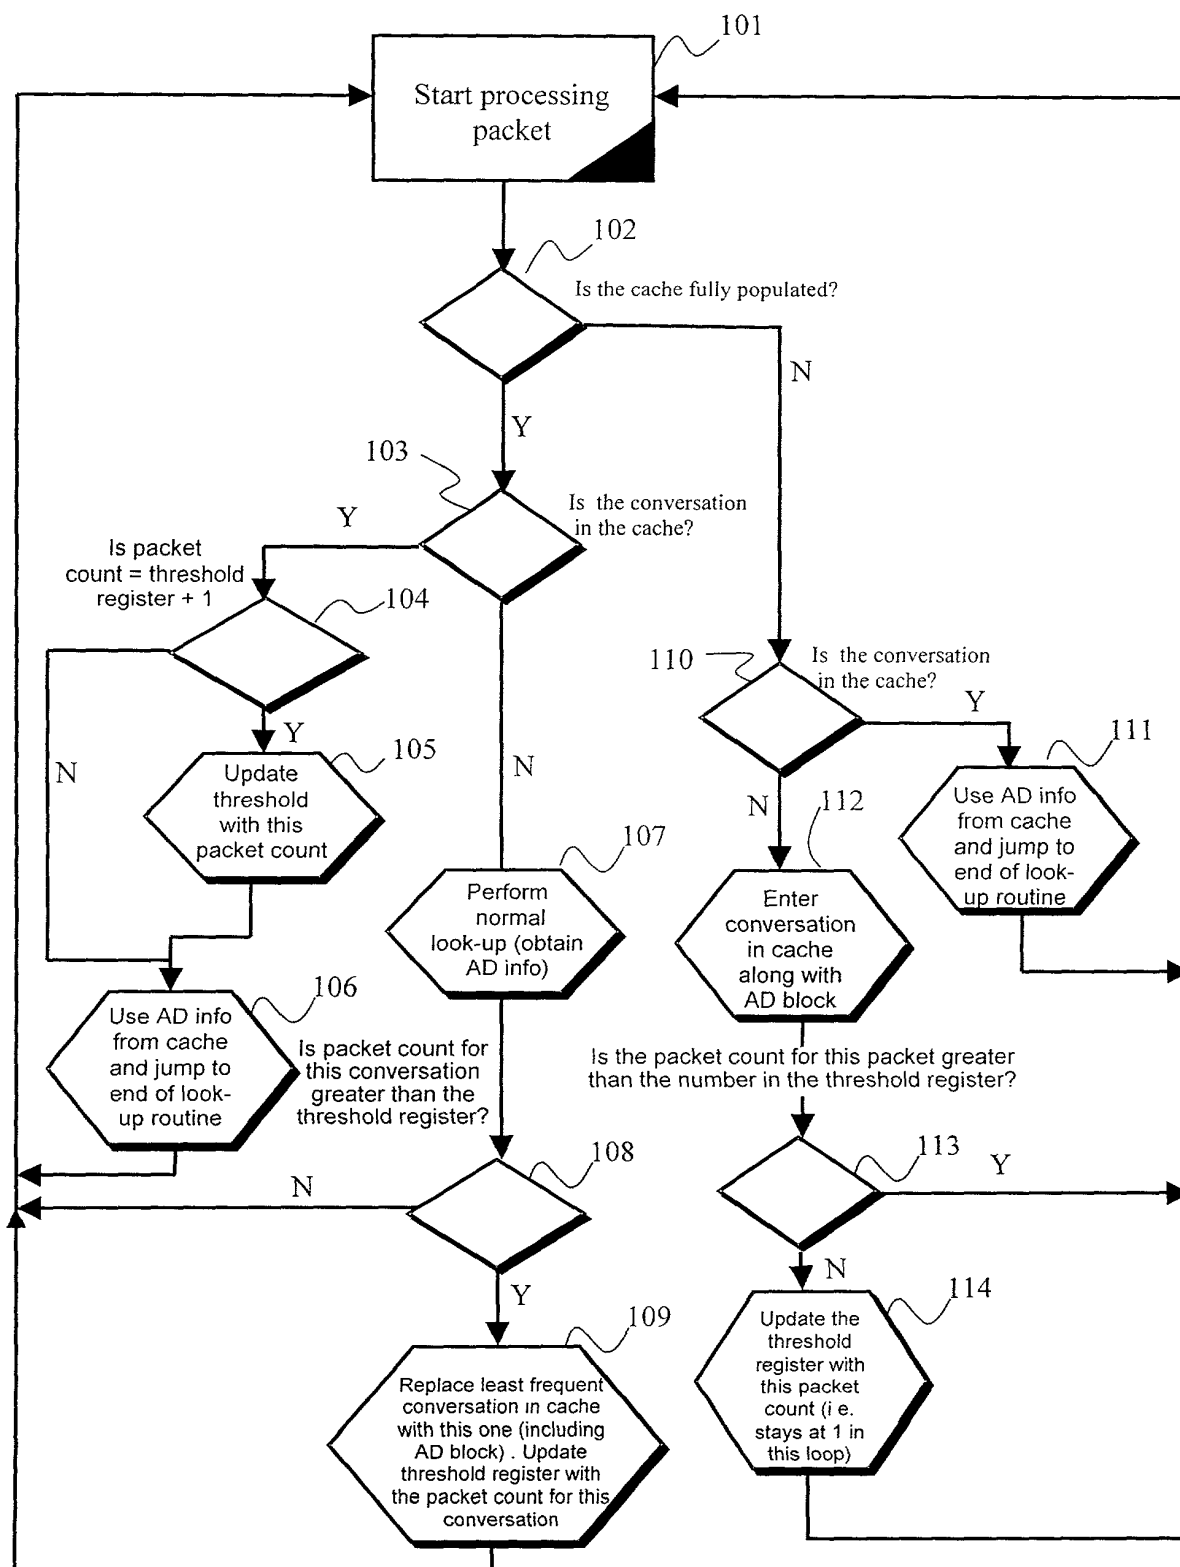 101
Start processing
packet
102
Is the cache fully populated?
N
Y
103
Is the conversation
in the cache?
Y
Is packet
count = threshold
register + 1
104
110
Is the conversation
in the cache?
Y
Y
N
105
Update
threshold
with this
packet count
N
N
111
Use AD info
from cache
and jump to
end of look-
up routine
112
Enter
conversation
in cache
along with
AD block
107
Perform
normal
look-up (obtain
AD info)
106
Use AD info
from cache
and jump to
end of look-
up routine
Is packet count for
this conversation
greater than the
threshold register?
Is the packet count for this packet greater
than the number in the threshold register?
108
N
113
Y
Y
N
109
Replace least frequent
conversation in cache
with this one (including
AD block) . Update
threshold register with
the packet count for this
conversation
114
Update the
threshold
register with
this packet
count (i e.
stays at 1 in
this loop)